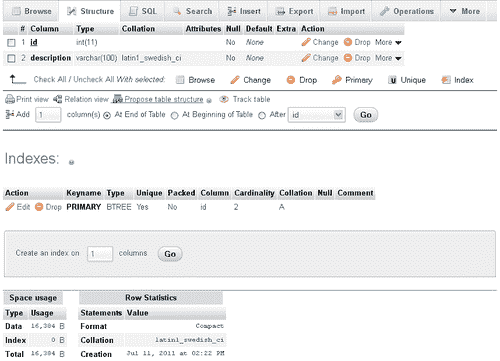 Browse Structure SQL Search Insert Export Import Operations More
# Column Type Collation Attributes Null Default Extra Action
1 id int(11) No None Change Drop More
2 description varchar(100) latin1_swedish_ci No None Change Drop More
Check All / Uncheck All With selected: Browse Change Drop Primary Unique Index
Print view Relation view Propose table structure Track table
Add 1 column(s) At End of Table At Beginning of Table After id Go
Indexes:
Action Keyname Type Unique Packed Column Cardinality Collation Null Comment
Edit Drop PRIMARY BTREE Yes No id 2 A
Create an index on 1 columns Go
Space usage Row Statistics
Type Usage Statements Value
Data 16,384 B Format Compact
Index 0 B Collation latin1_swedish_ci
Total 16,384 B Creation Jul 11, 2011 at 02:22 PM